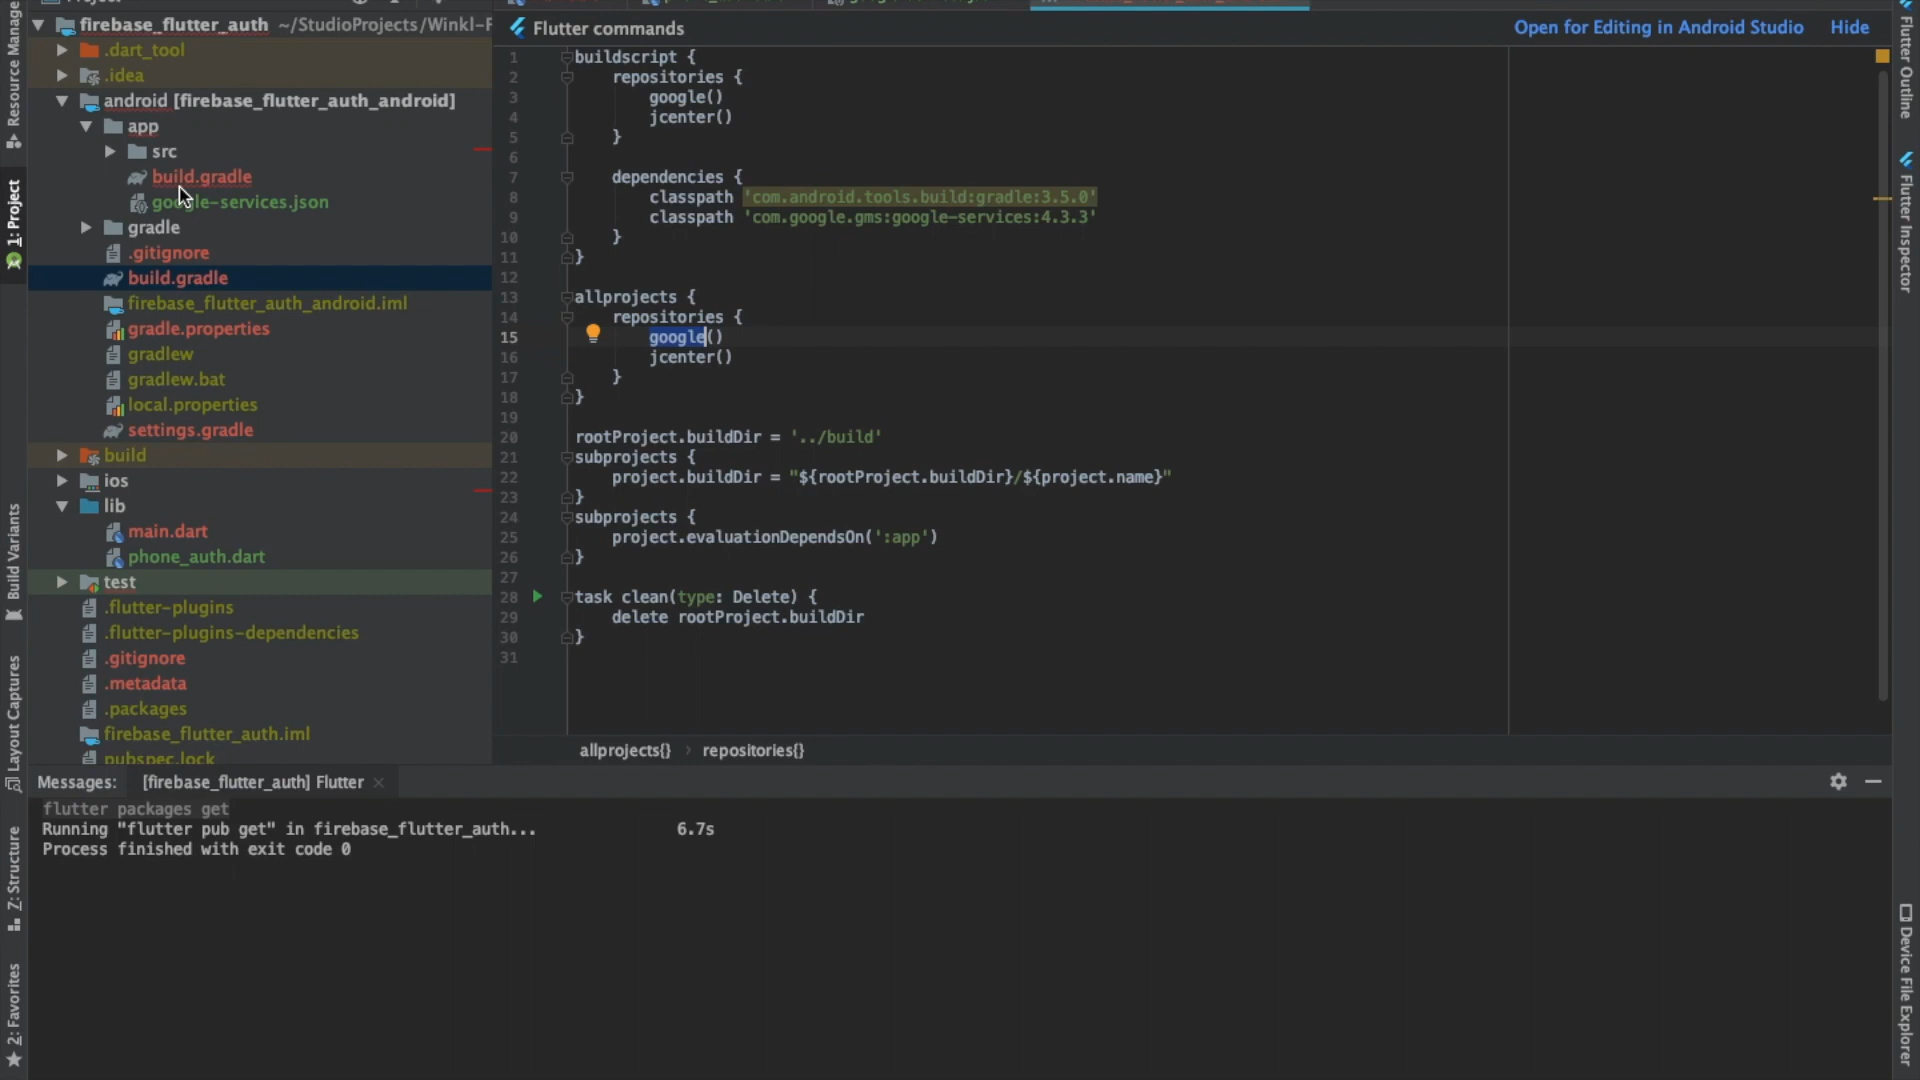 firebase_flutter_auth ~/StudioProjects/Winkl-F
.dart_tool
.idea
android [firebase_flutter_auth_android]
app
src
build.gradle
google-services.json
gradle
.gitignore
build.gradle
firebase_flutter_auth_android.iml
gradle.properties
gradlew
gradlew.bat
local.properties
settings.gradle
build
ios
lib
main.dart
phone_auth.dart
test
.flutter-plugins
.flutter-plugins-dependencies
.gitignore
.metadata
.packages
firebase_flutter_auth.iml
pubspec.lock
Resource Manage
1: Project
Build Variants
Layout Captures
Z: Structure
2: Favorites
Flutter commands
Open for Editing in Android Studio Hide
1 buildscript {
2 repositories {
3 google()
4 jcenter()
5 }
6
7 dependencies {
8 classpath 'com.android.tools.build:gradle:3.5.0'
9 classpath 'com.google.gms:google-services:4.3.3'
10 }
11 }
12
13 allprojects {
14 repositories {
15 google()
16 jcenter()
17 }
18 }
19
20 rootProject.buildDir = '../build'
21 subprojects {
22 project.buildDir = "${rootProject.buildDir}/${project.name}"
23 }
24 subprojects {
25 project.evaluationDependsOn(':app')
26 }
27
28 task clean(type: Delete) {
29 delete rootProject.buildDir
30 }
31
allprojects{} › repositories{}
Flutter Outline
Flutter Inspector
Device File Explorer
Messages: [firebase_flutter_auth] Flutter
flutter packages get
Running "flutter pub get" in firebase_flutter_auth... 6.7s
Process finished with exit code 0